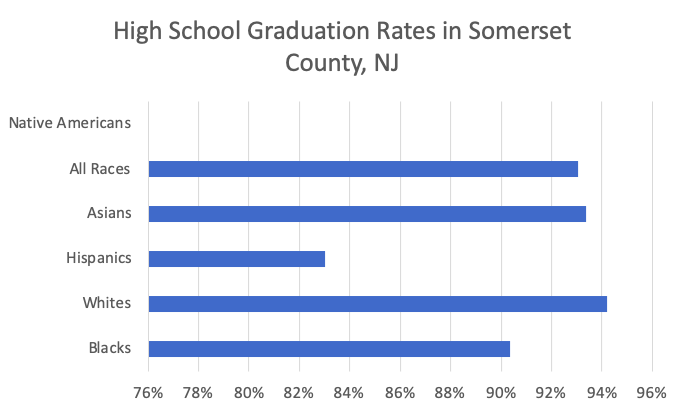 High School Graduation Rates in Somerset
County, NJ
Native Americans
All Races
Asians
Hispanics
Whites
Blacks
76% 78% 80% 82% 84% 86% 88% 90% 92% 94% 96%